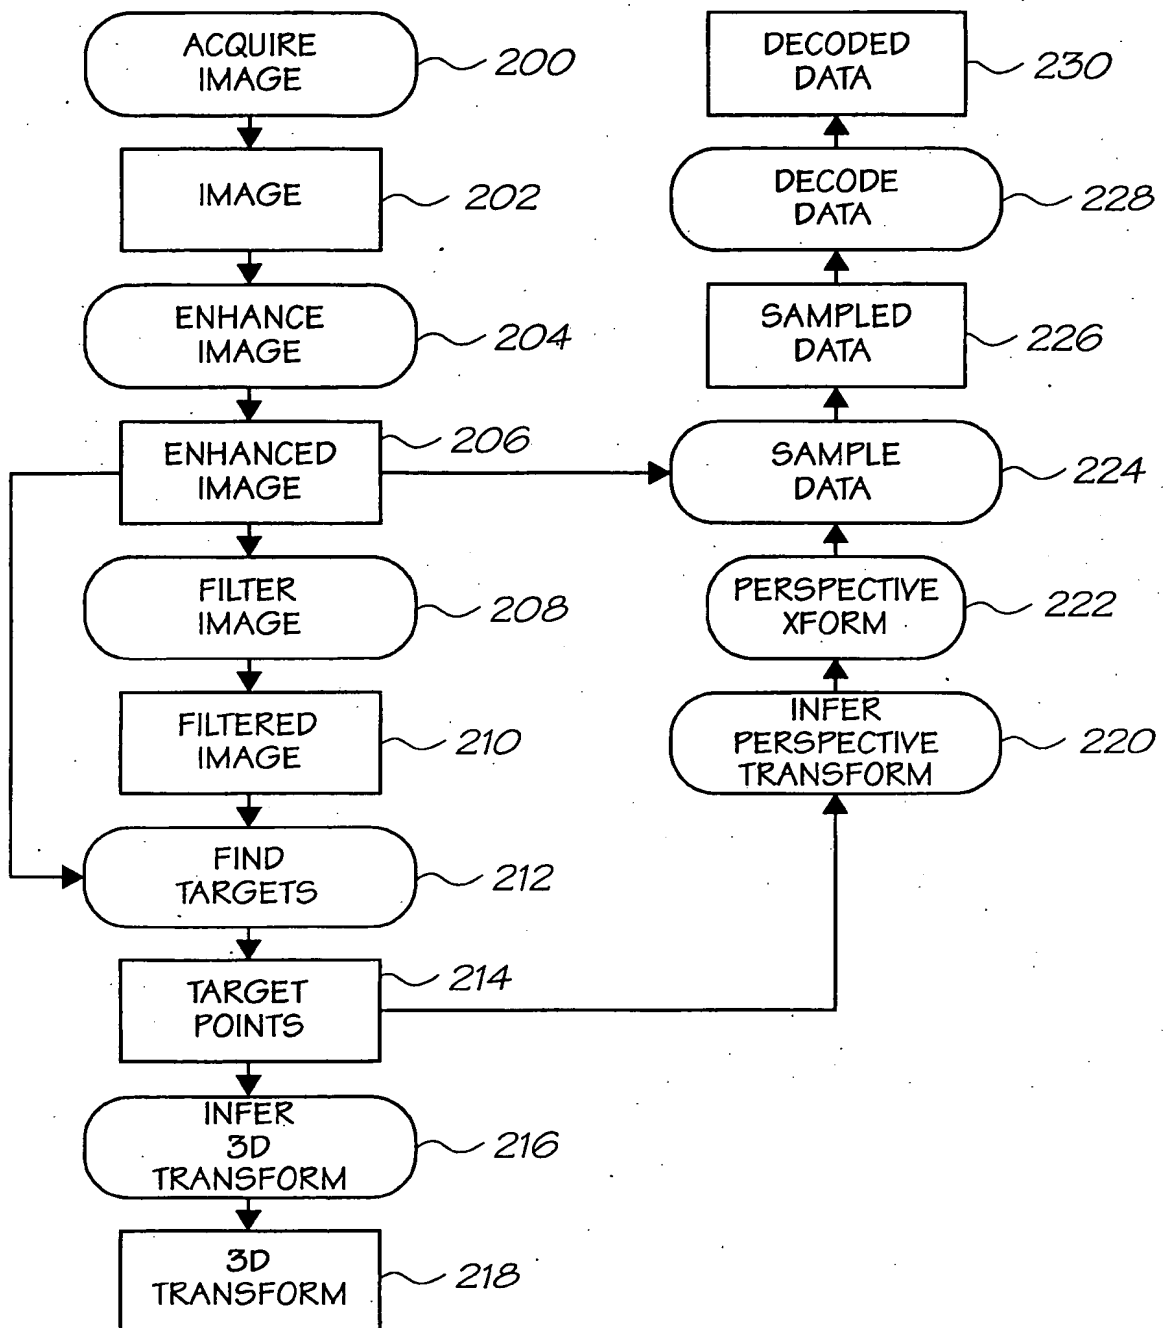 ACQUIRE
IMAGE
200
IMAGE
202
ENHANCE
IMAGE
204
ENHANCED
IMAGE
206
FILTER
IMAGE
208
FILTERED
IMAGE
210
FIND
TARGETS
212
TARGET
POINTS
214
INFER
3D
TRANSFORM
216
3D
TRANSFORM
218
DECODED
DATA
230
DECODE
DATA
228
SAMPLED
DATA
226
SAMPLE
DATA
224
PERSPECTIVE
XFORM
222
INFER
PERSPECTIVE
TRANSFORM
220